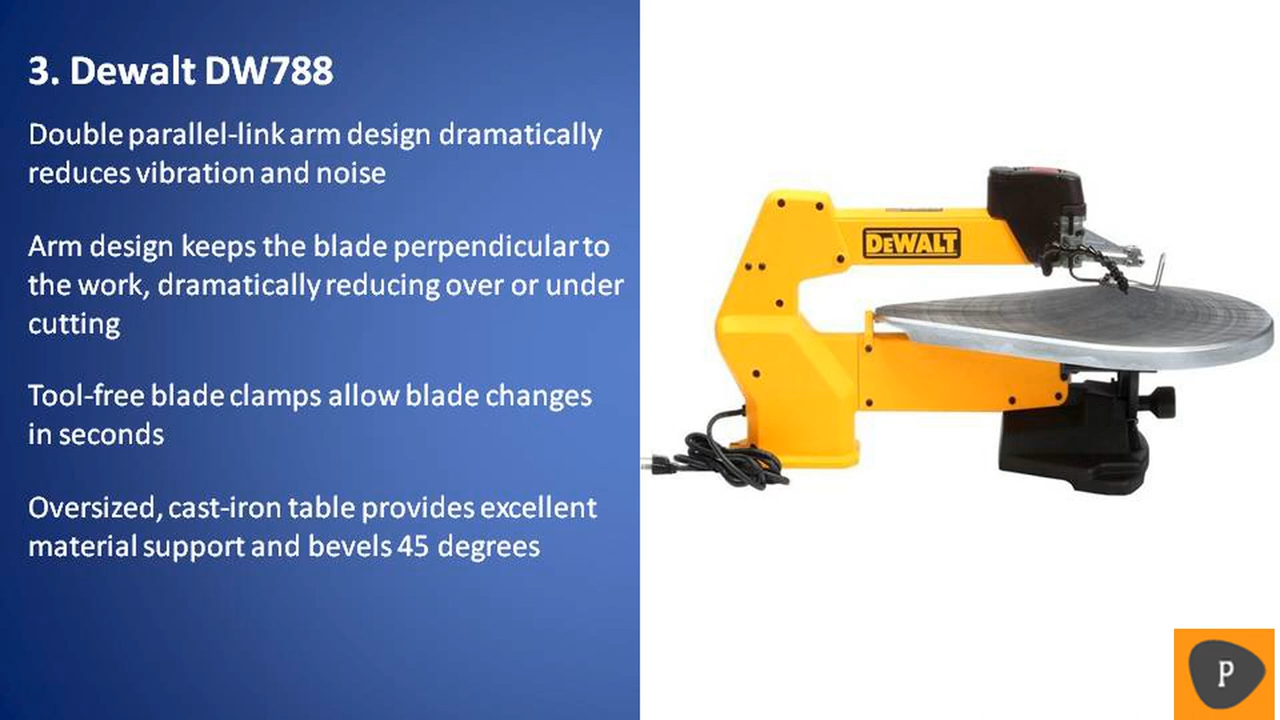 3. Dewalt DW788
Double parallel-link arm design dramatically
reduces vibration and noise
Arm design keeps the blade perpendicular to
the work, dramatically reducing over or under
cutting
Tool-free blade clamps allow blade changes
in seconds
Oversized, cast-iron table provides excellent
material support and bevels 45 degrees
DEWALT
P